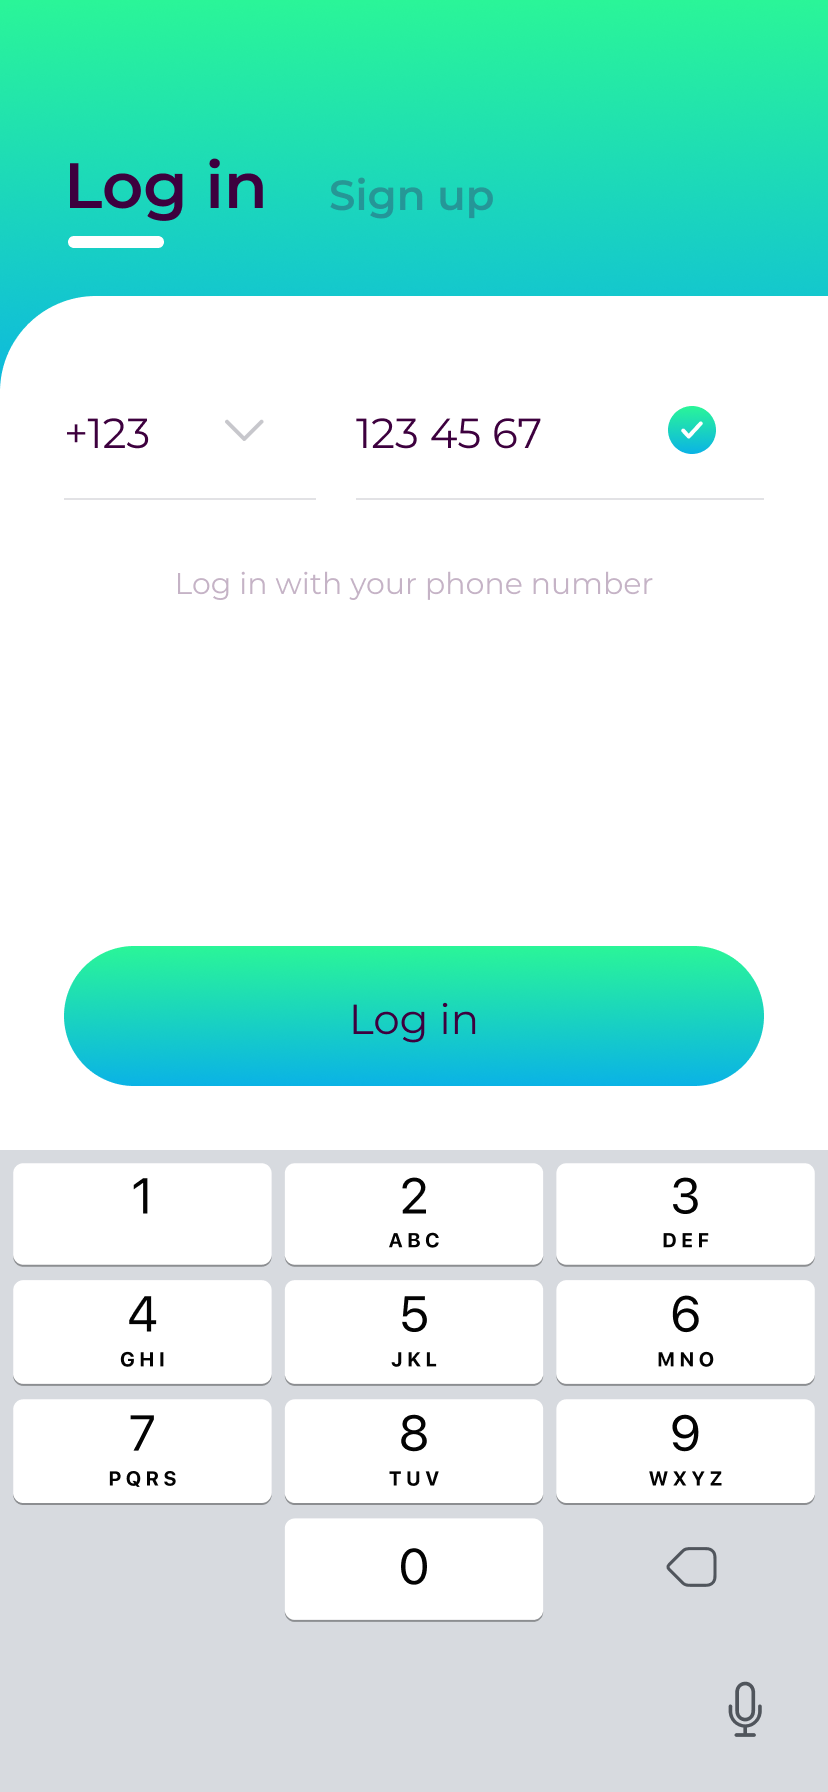 Log in Sign up
+123 123 45 67
Log in with your phone number
Log in
1 2 3
ABC DEF
4 5 6
GHI JKL MNO
7 8 9
PQRS TUV WXYZ
0